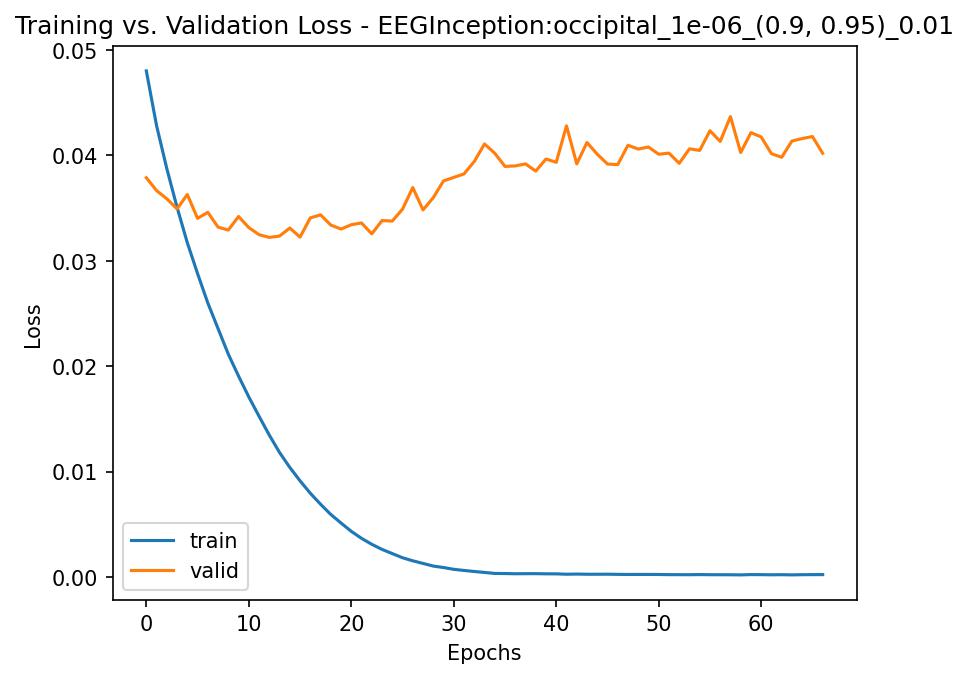 Training vs. Validation Loss - EEGInception:occipital_1e-06_(0.9, 0.95)_0.01
0.05
0.04
0.03
0.02
0.01
0.00
Loss
train
valid
0 10 20 30 40 50 60
Epochs